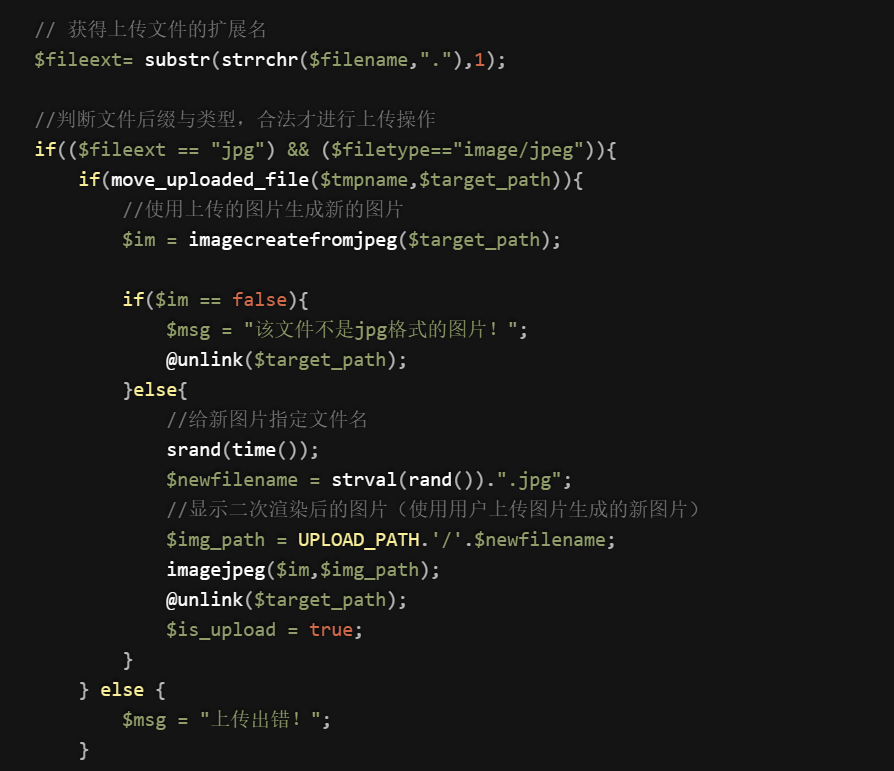 // 获得上传文件的扩展名
$fileext= substr(strrchr($filename,"."),1);
//判断文件后缀与类型，合法才进行上传操作
if(($fileext == "jpg") && ($filetype=="image/jpeg")){
if(move_uploaded_file($tmpname,$target_path)){
//使用上传的图片生成新的图片
$im = imagecreatefromjpeg($target_path);
if($im == false){
$msg = "该文件不是jpg格式的图片！";
@unlink($target_path);
}else{
//给新图片指定文件名
srand(time());
$newfilename = strval(rand()).".jpg";
//显示二次渲染后的图片（使用用户上传图片生成的新图片）
$img_path = UPLOAD_PATH.'/'.$newfilename;
imagejpeg($im,$img_path);
@unlink($target_path);
$is_upload = true;
}
} else {
$msg = "上传出错！";
}